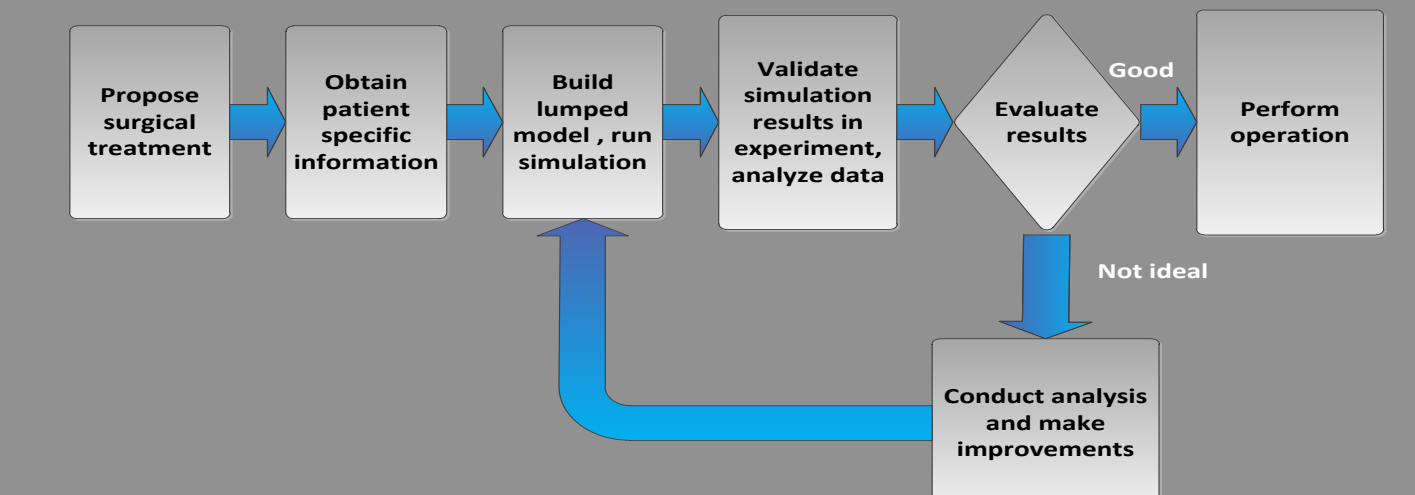 Propose
surgical
treatment
Obtain
patient
specific
information
Build
lumped
model , run
simulation
Validate
simulation
results in
experiment,
analyze data
Evaluate
results
Good
Perform
operation
Not ideal
Conduct analysis
and make
improvements